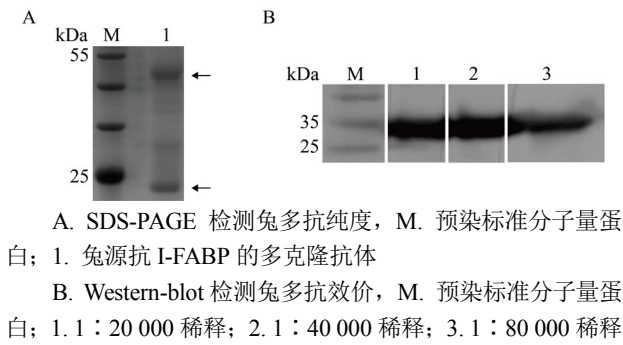 A
B
kDa M 1
55
25
kDa M 1 2 3
35
25
A. SDS-PAGE 检测兔多抗纯度，M. 预染标准分子量蛋
白；1. 兔源抗 I-FABP 的多克隆抗体
B. Western-blot 检测兔多抗效价，M. 预染标准分子量蛋
白；1. 1∶20 000 稀释；2. 1∶40 000 稀释；3. 1∶80 000 稀释